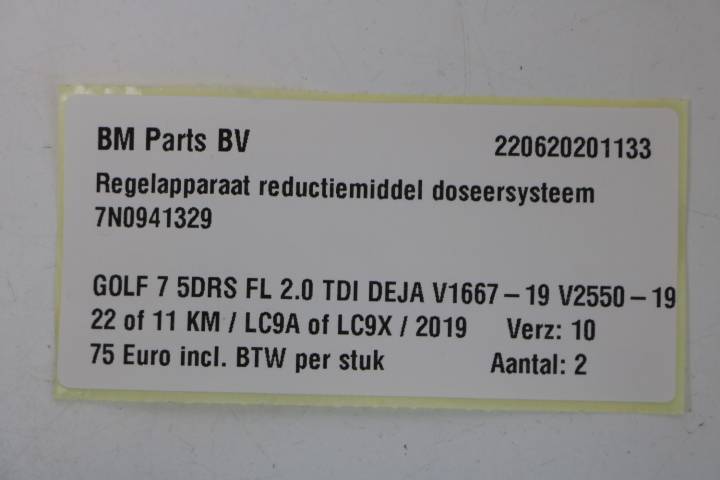 BM Parts BV 220620201133
Regelapparaat reductiemiddel doseersysteem
7N0941329
GOLF 7 5DRS FL 2.0 TDI DEJA V1667 – 19 V2550 – 19
22 of 11 KM / LC9A of LC9X / 2019 Verz: 10
75 Euro incl. BTW per stuk Aantal: 2